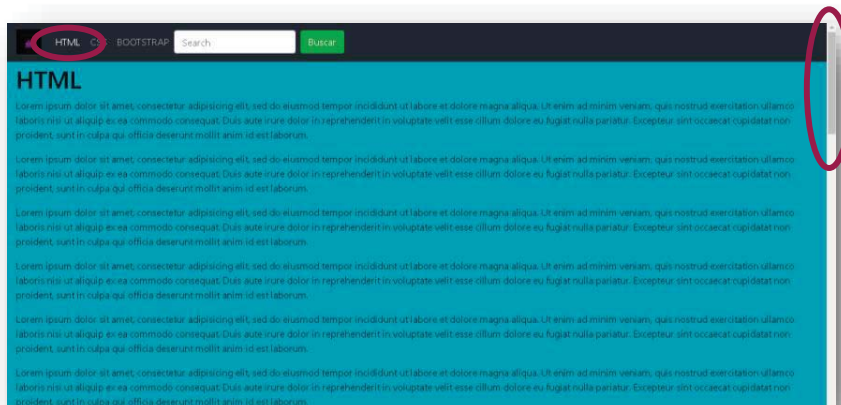 HTML CSS BOOTSTRAP Search Buscar
HTML
Lorem ipsum dolor sit amet, consectetur adipisicing elit, sed do eiusmod tempor incididunt ut labore et dolore magna aliqua. Ut enim ad minim veniam, quis nostrud exercitation ullamco
laboris nisi ut aliquip ex ea commodo consequat. Duis aute irure dolor in reprehenderit in voluptate velit esse cillum dolore eu fugiat nulla pariatur. Excepteur sint occaecat cupidatat non
proident, sunt in culpa qui officia deserunt mollit anim id est laborum.
Lorem ipsum dolor sit amet, consectetur adipisicing elit, sed do eiusmod tempor incididunt ut labore et dolore magna aliqua. Ut enim ad minim veniam, quis nostrud exercitation ullamco
laboris nisi ut aliquip ex ea commodo consequat. Duis aute irure dolor in reprehenderit in voluptate velit esse cillum dolore eu fugiat nulla pariatur. Excepteur sint occaecat cupidatat non
proident, sunt in culpa qui officia deserunt mollit anim id est laborum.
Lorem ipsum dolor sit amet, consectetur adipisicing elit, sed do eiusmod tempor incididunt ut labore et dolore magna aliqua. Ut enim ad minim veniam, quis nostrud exercitation ullamco
laboris nisi ut aliquip ex ea commodo consequat. Duis aute irure dolor in reprehenderit in voluptate velit esse cillum dolore eu fugiat nulla pariatur. Excepteur sint occaecat cupidatat non
proident, sunt in culpa qui officia deserunt mollit anim id est laborum.
Lorem ipsum dolor sit amet, consectetur adipisicing elit, sed do eiusmod tempor incididunt ut labore et dolore magna aliqua. Ut enim ad minim veniam, quis nostrud exercitation ullamco
laboris nisi ut aliquip ex ea commodo consequat. Duis aute irure dolor in reprehenderit in voluptate velit esse cillum dolore eu fugiat nulla pariatur. Excepteur sint occaecat cupidatat non
proident, sunt in culpa qui officia deserunt mollit anim id est laborum.
Lorem ipsum dolor sit amet, consectetur adipisicing elit, sed do eiusmod tempor incididunt ut labore et dolore magna aliqua. Ut enim ad minim veniam, quis nostrud exercitation ullamco
laboris nisi ut aliquip ex ea commodo consequat. Duis aute irure dolor in reprehenderit in voluptate velit esse cillum dolore eu fugiat nulla pariatur. Excepteur sint occaecat cupidatat non
proident, sunt in culpa qui officia deserunt mollit anim id est laborum.
Lorem ipsum dolor sit amet, consectetur adipisicing elit, sed do eiusmod tempor incididunt ut labore et dolore magna aliqua. Ut enim ad minim veniam, quis nostrud exercitation ullamco
laboris nisi ut aliquip ex ea commodo consequat. Duis aute irure dolor in reprehenderit in voluptate velit esse cillum dolore eu fugiat nulla pariatur. Excepteur sint occaecat cupidatat non
proident, sunt in culpa qui officia deserunt mollit anim id est laborum.